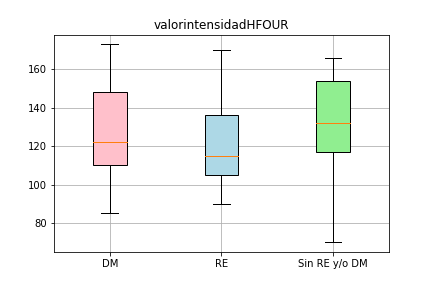 valorintensidadHFOUR
160
140
120
100
80
DM
RE
Sin RE y/o DM